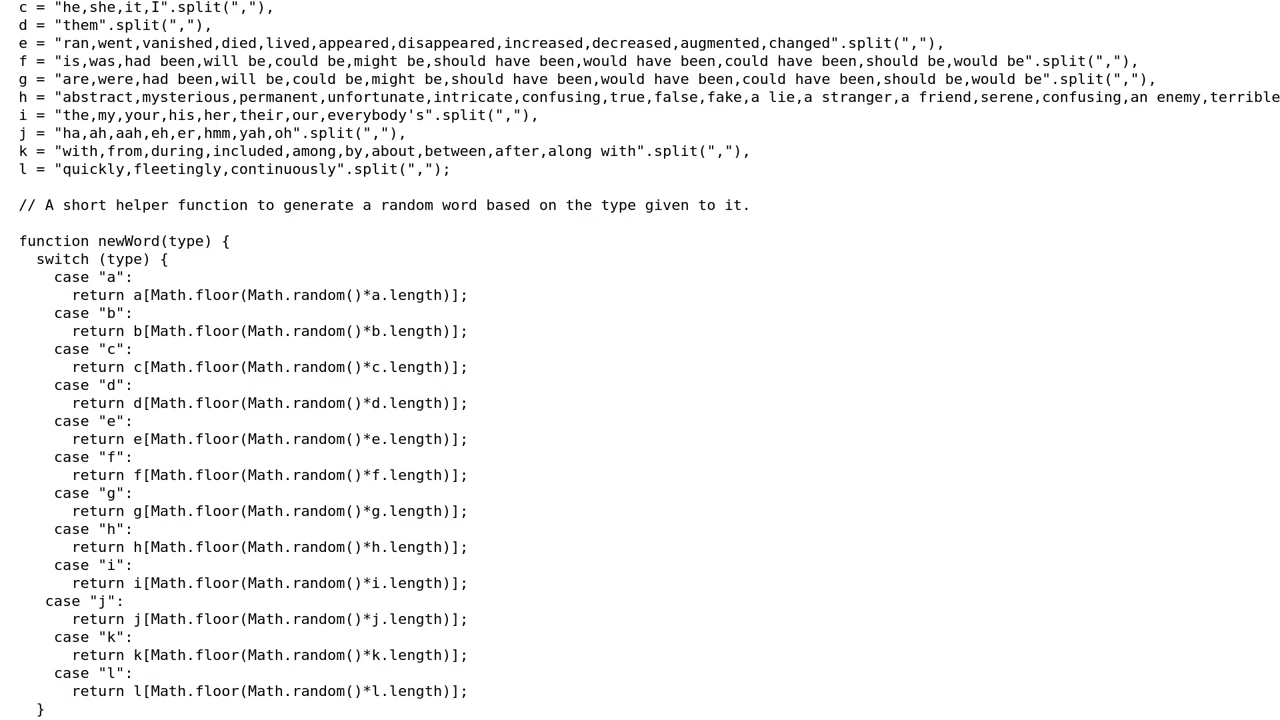 c = "he,she,it,I".split(","),
d = "them".split(","),
e = "ran,went,vanished,died,lived,appeared,disappeared,increased,decreased,augmented,changed".split(","),
f = "is,was,had been,will be,could be,might be,should have been,would have been,could have been,should be,would be".split(","),
g = "are,were,had been,will be,could be,might be,should have been,would have been,could have been,should be,would be".split(","),
h = "abstract,mysterious,permanent,unfortunate,intricate,confusing,true,false,fake,a lie,a stranger,a friend,serene,confusing,an enemy,terrible
i = "the,my,your,his,her,their,our,everybody's".split(","),
j = "ha,ah,aah,eh,er,hmm,yah,oh".split(","),
k = "with,from,during,included,among,by,about,between,after,along with".split(","),
l = "quickly,fleetingly,continuously".split(",");

// A short helper function to generate a random word based on the type given to it.

function newWord(type) {
  switch (type) {
    case "a":
      return a[Math.floor(Math.random()*a.length)];
    case "b":
      return b[Math.floor(Math.random()*b.length)];
    case "c":
      return c[Math.floor(Math.random()*c.length)];
    case "d":
      return d[Math.floor(Math.random()*d.length)];
    case "e":
      return e[Math.floor(Math.random()*e.length)];
    case "f":
      return f[Math.floor(Math.random()*f.length)];
    case "g":
      return g[Math.floor(Math.random()*g.length)];
    case "h":
      return h[Math.floor(Math.random()*h.length)];
    case "i":
      return i[Math.floor(Math.random()*i.length)];
   case "j":
      return j[Math.floor(Math.random()*j.length)];
    case "k":
      return k[Math.floor(Math.random()*k.length)];
    case "l":
      return l[Math.floor(Math.random()*l.length)];
  }